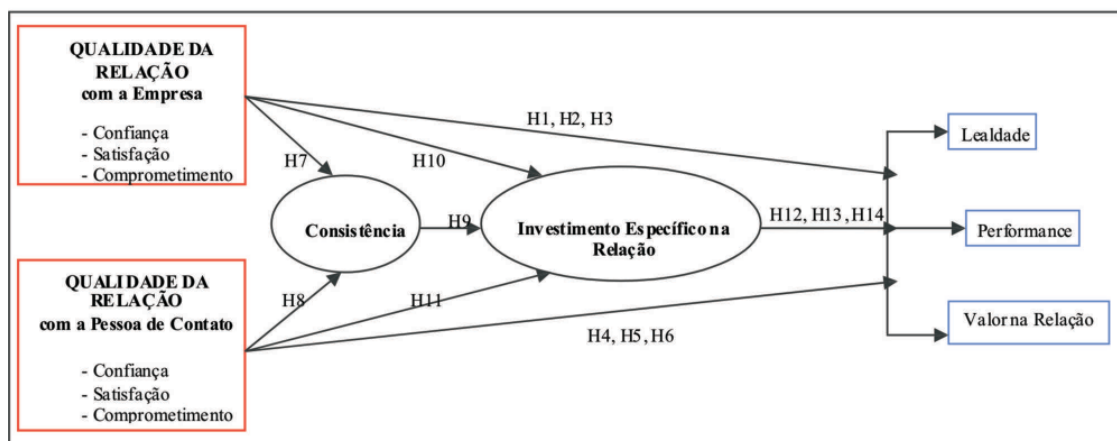 QUALIDADE DA
RELAÇÃO
com a Empresa
- Confiança
- Satisfação
- Comprometimento
H1, H2, H3
H7
H10
Lealdade
Consistência
H9
Investimento Específico na
Relação
H12, H13 , H14
Performance
QUALIDADE DA
RELAÇÃO
com a Pessoa de Contato
- Confiança
- Satisfação
- Comprometimento
H8
H11
H4, H5, H6
Valor na Relação